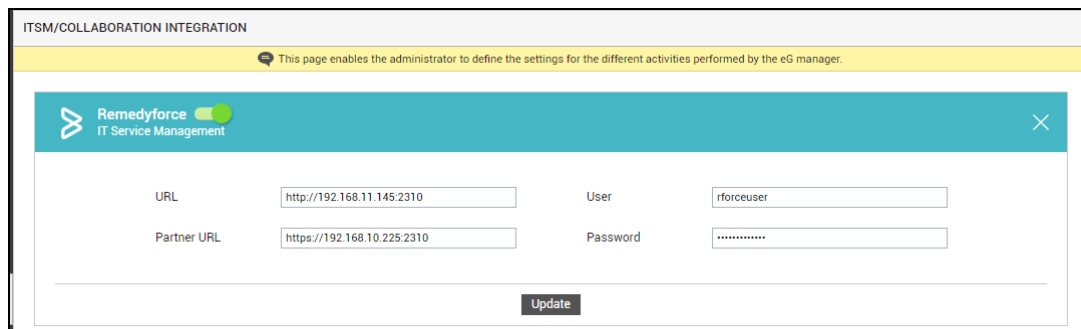 ITSM/COLLABORATION INTEGRATION
This page enables the administrator to define the settings for the different activities performed by the eG manager.
Remedyforce
IT Service Management
URL http://192.168.11.145:2310 User rforceuser
Partner URL https://192.168.10.225:2310 Password •••••••••••••
Update